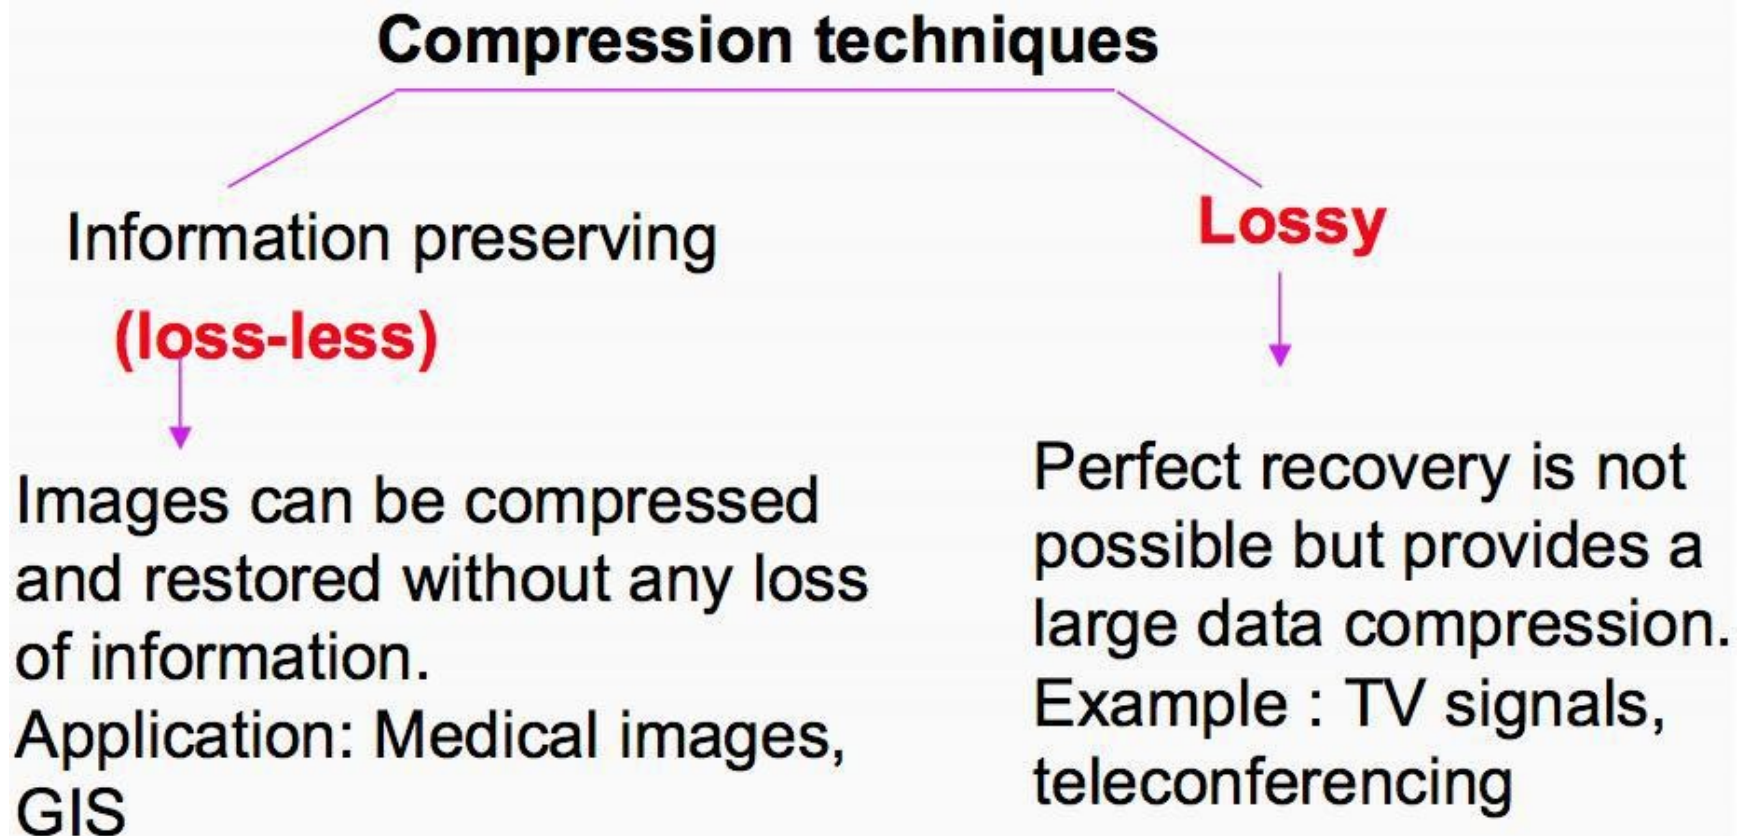 Compression techniques
Information preserving
(loss-less)
Images can be compressed
and restored without any loss
of information.
Application: Medical images,
GIS
Lossy
Perfect recovery is not
possible but provides a
large data compression.
Example : TV signals,
teleconferencing